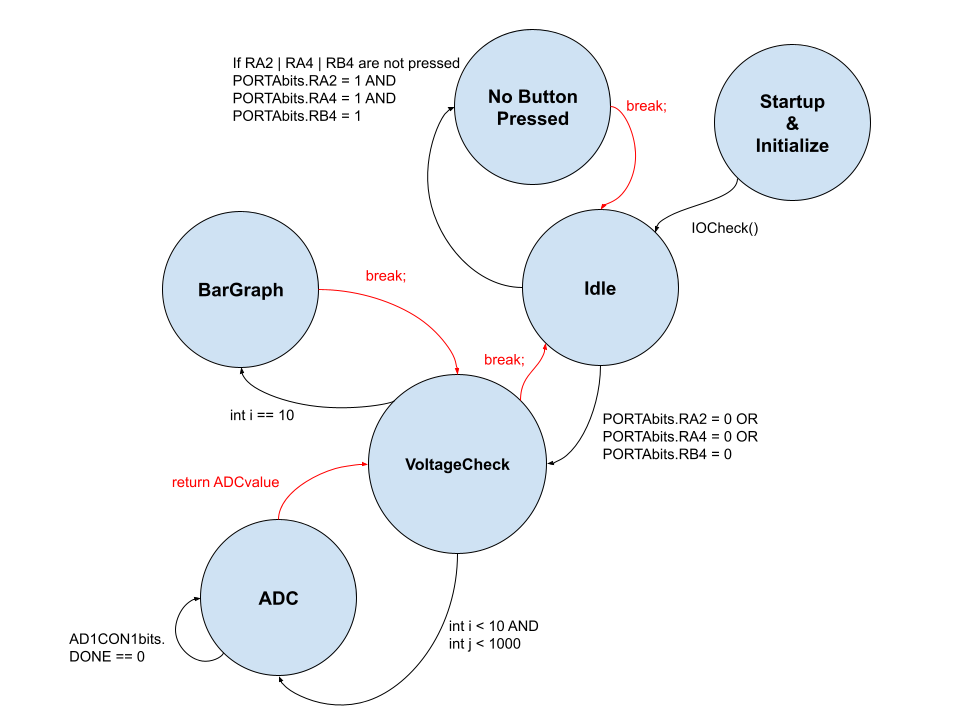 If RA2 | RA4 | RB4 are not pressed
PORTAbits.RA2 = 1 AND
PORTAbits.RA4 = 1 AND
PORTAbits.RB4 = 1
No Button
Pressed
break;
Startup
&
Initialize
IOCheck()
Idle
BarGraph
break;
break;
int i == 10
PORTAbits.RA2 = 0 OR
PORTAbits.RA4 = 0 OR
PORTAbits.RB4 = 0
VoltageCheck
return ADCvalue
ADC
AD1CON1bits.
DONE == 0
int i < 10 AND
int j < 1000